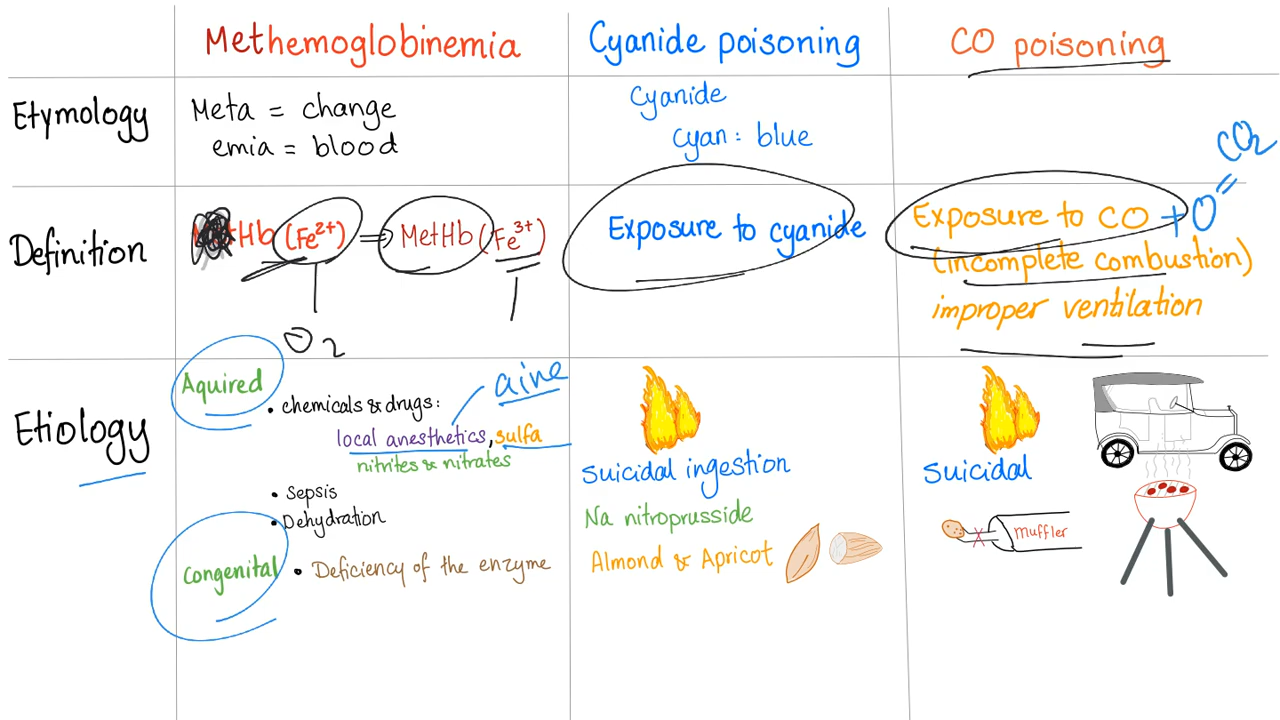 Methemoglobinemia
Cyanide poisoning
CO poisoning
Etymology
Meta = change
emia = blood
Cyanide
cyan: blue
Definition
Hb (Fe2+) => MetHb (Fe3+)
O2
Exposure to cyanide
Exposure to CO + O = CO2
(incomplete combustion)
improper ventilation
Etiology
Aquired
• chemicals & drugs:
aine
local anesthetics, sulfa
nitrites & nitrates
• Sepsis
• Dehydration
Congenital
• Deficiency of the enzyme
Suicidal ingestion
Na nitroprusside
Almond & Apricot
Suicidal
X
muffler